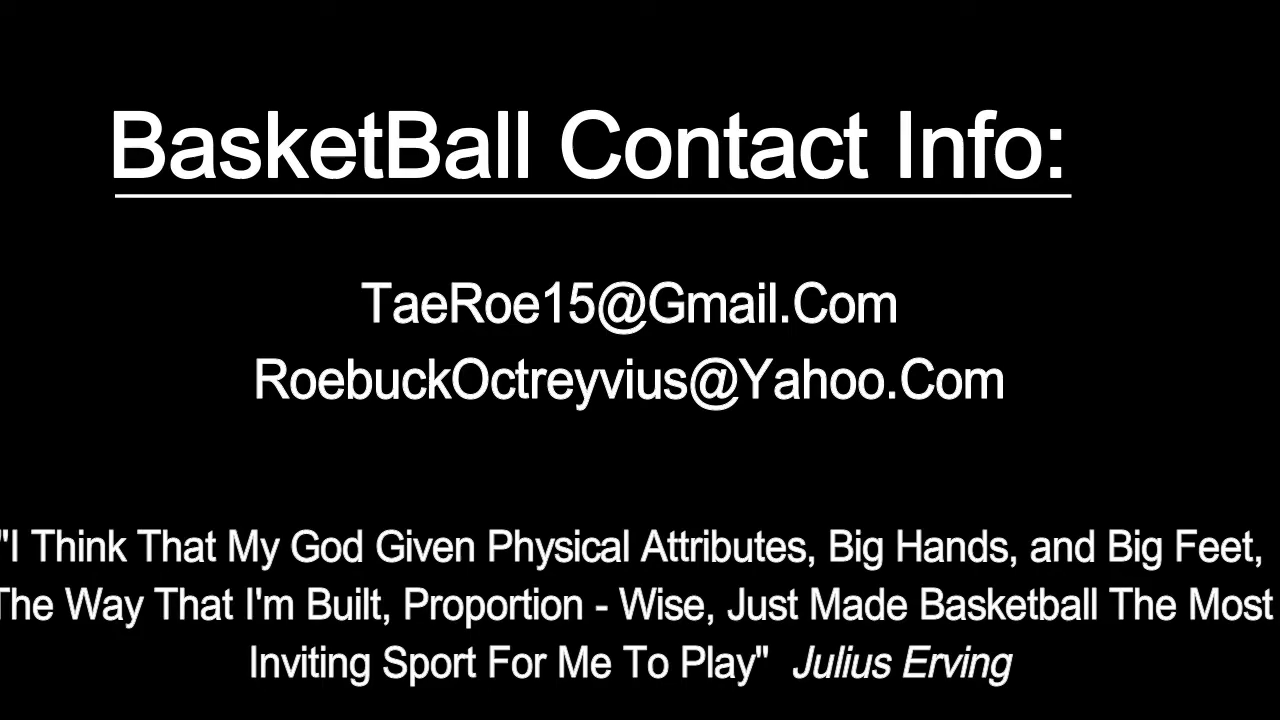 BasketBall Contact Info:
TaeRoe15@Gmail.Com
RoebuckOctreyvius@Yahoo.Com
"I Think That My God Given Physical Attributes, Big Hands, and Big Feet,
The Way That I'm Built, Proportion - Wise, Just Made Basketball The Most
Inviting Sport For Me To Play" Julius Erving